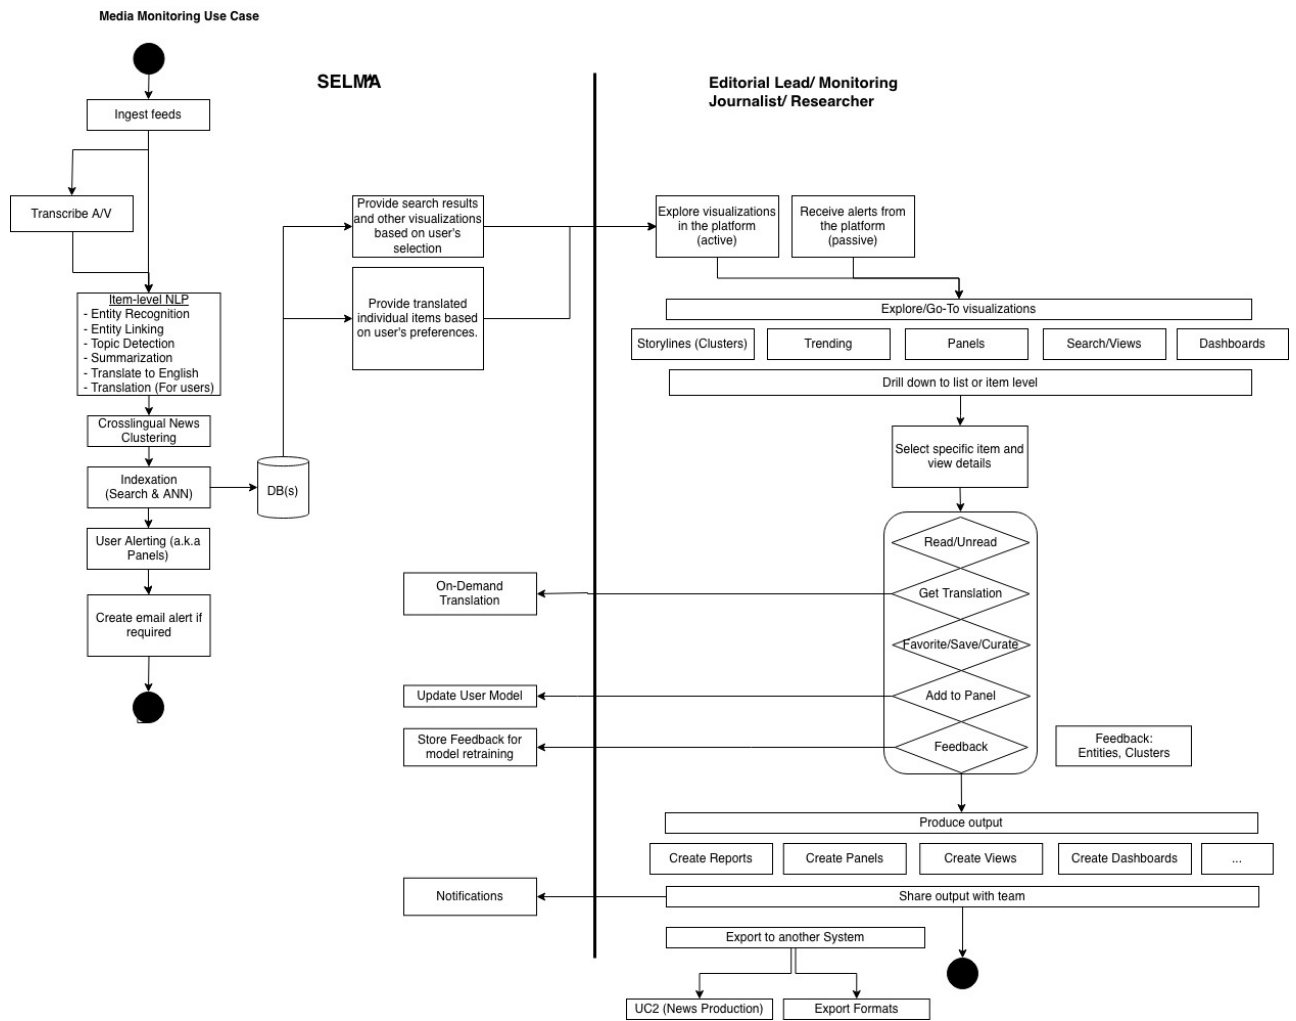 Media Monitoring Use Case
SELMA
Editorial Lead/ Monitoring
Journalist/ Researcher
Ingest feeds
Transcribe A/V
Item-level NLP
- Entity Recognition
- Entity Linking
- Topic Detection
- Summarization
- Translate to English
- Translation (For users)
Crosslingual News
Clustering
Indexation
(Search & ANN)
DB(s)
User Alerting (a.k.a
Panels)
Create email alert if
required
Provide search results
and other visualizations
based on user's
selection
Provide translated
individual items based
on user's preferences.
Explore visualizations
in the platform
(active)
Receive alerts from
the platform
(passive)
Explore/Go-To visualizations
Storylines (Clusters)
Trending
Panels
Search/Views
Dashboards
Drill down to list or item level
Select specific item and
view details
Read/Unread
Get Translation
On-Demand
Translation
Favorite/Save/Curate
Add to Panel
Update User Model
Feedback
Store Feedback for
model retraining
Feedback:
Entities, Clusters
Produce output
Create Reports
Create Panels
Create Views
Create Dashboards
...
Share output with team
Notifications
Export to another System
UC2 (News Production)
Export Formats